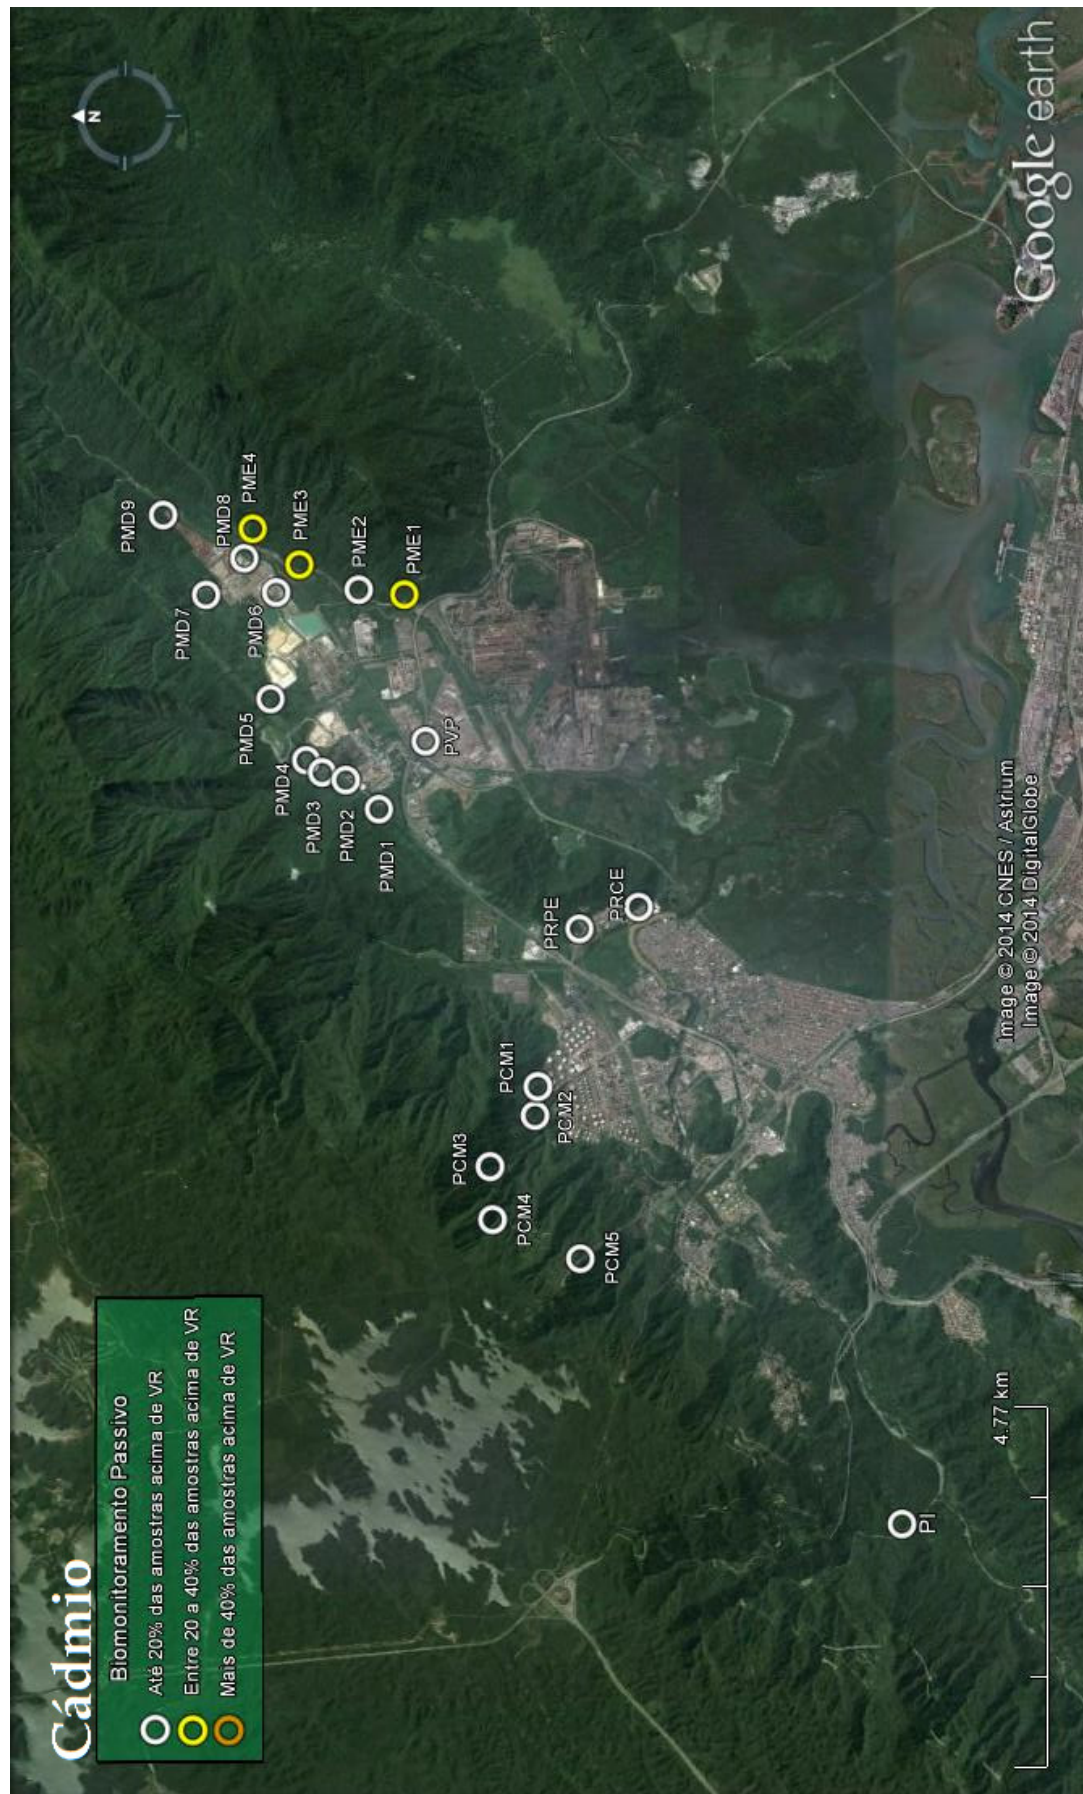 Cádmio
Biomonitoramento Passivo
Até 20% das amostras acima de VR
Entre 20 a 40% das amostras acima de VR
Mais de 40% das amostras acima de VR
N
PMD9
PMD8
PME4
PMD7
PME3
PMD6
PME2
PME1
PMD5
PMD4
PVP
PMD3
PMD2
PMD1
PRPE
PRCE
PCM1
PCM2
PCM3
PCM4
PCM5
PI
4.77 km
Image © 2014 CNES / Astrium
Image © 2014 DigitalGlobe
Google earth